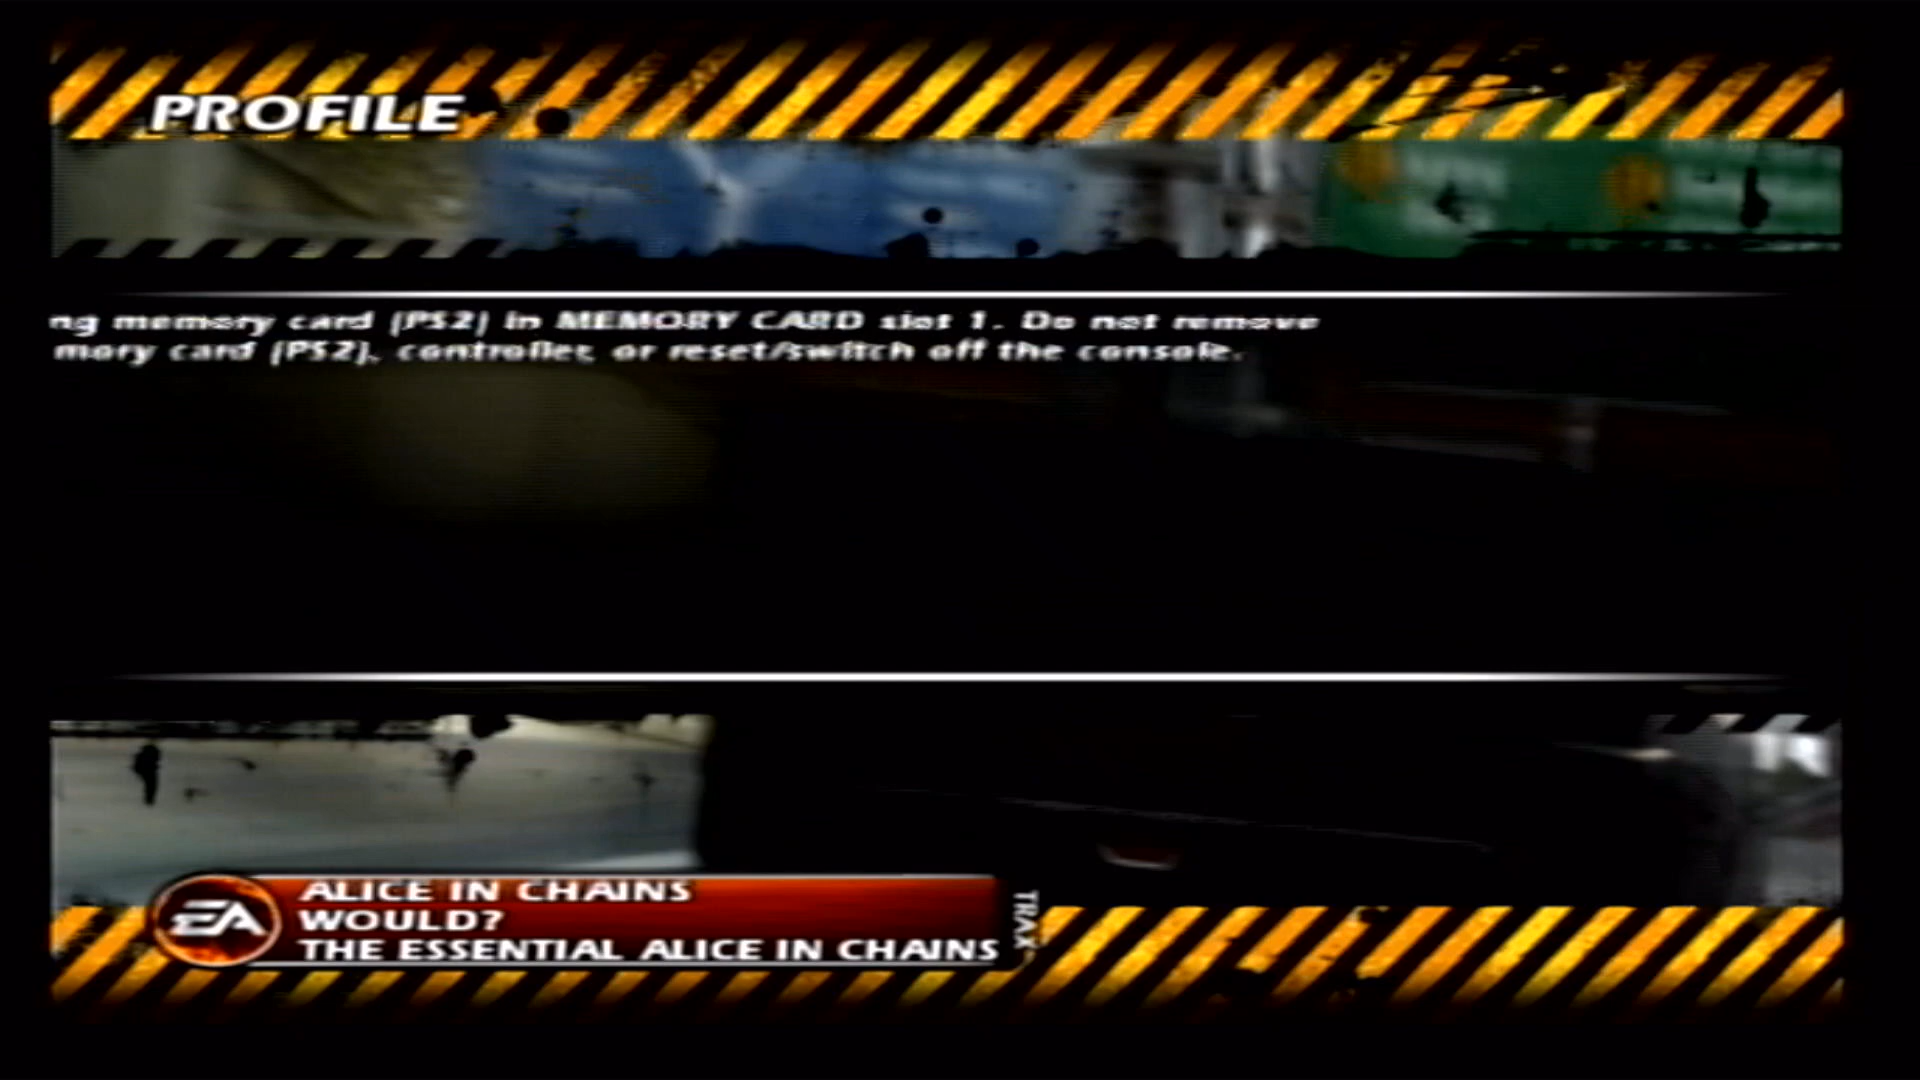 PROFILE
ng memory card (PS2) in MEMORY CARD slot 1. Do not remove
mory card (PS2), controller, or reset/switch off the console.
EA
ALICE IN CHAINS
WOULD?
THE ESSENTIAL ALICE IN CHAINS
TRAX